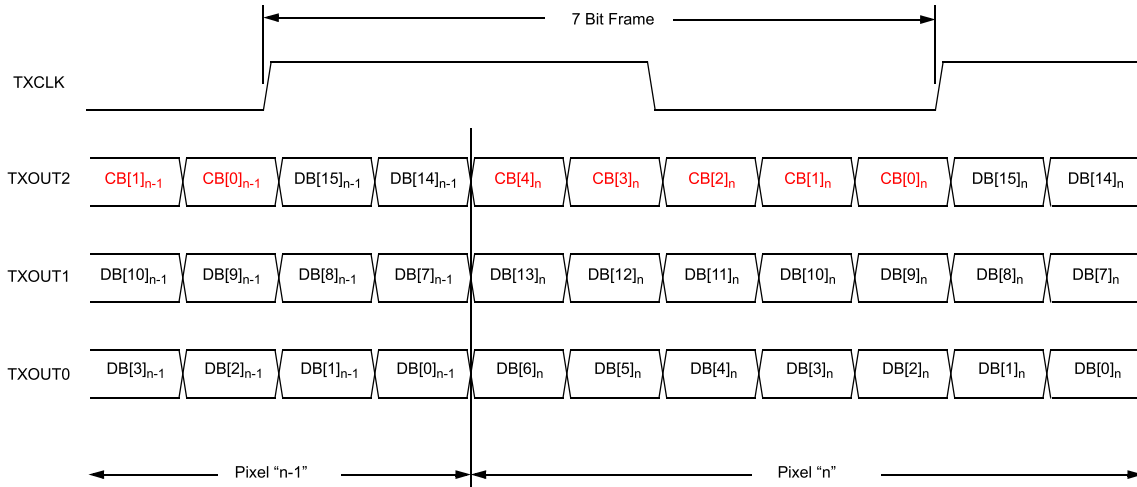 7 Bit Frame
TXCLK
TXOUT2 CB[1]n-1 CB[0]n-1 DB[15]n-1 DB[14]n-1 CB[4]n CB[3]n CB[2]n CB[1]n CB[0]n DB[15]n DB[14]n
TXOUT1 DB[10]n-1 DB[9]n-1 DB[8]n-1 DB[7]n-1 DB[13]n DB[12]n DB[11]n DB[10]n DB[9]n DB[8]n DB[7]n
TXOUT0 DB[3]n-1 DB[2]n-1 DB[1]n-1 DB[0]n-1 DB[6]n DB[5]n DB[4]n DB[3]n DB[2]n DB[1]n DB[0]n
Pixel “n-1” Pixel “n”